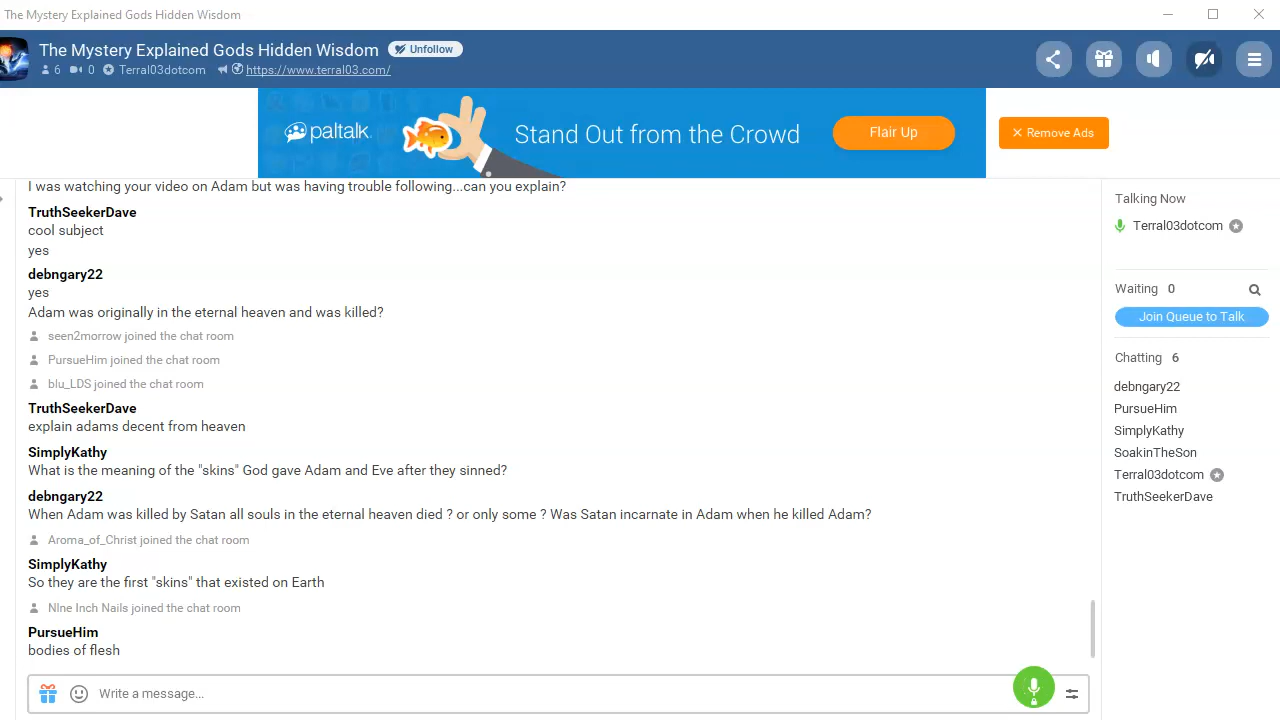 The Mystery Explained Gods Hidden Wisdom
The Mystery Explained Gods Hidden Wisdom
Unfollow
6 0 Terral03dotcom https://www.terral03.com/
paltalk
Stand Out from the Crowd
Flair Up
Remove Ads
I was watching your video on Adam but was having trouble following...can you explain?
TruthSeekerDave
cool subject
yes
debngary22
yes
Adam was originally in the eternal heaven and was killed?
seen2morrow joined the chat room
PursueHim joined the chat room
blu_LDS joined the chat room
TruthSeekerDave
explain adams decent from heaven
SimplyKathy
What is the meaning of the "skins" God gave Adam and Eve after they sinned?
debngary22
When Adam was killed by Satan all souls in the eternal heaven died ? or only some ? Was Satan incarnate in Adam when he killed Adam?
Aroma_of_Christ joined the chat room
SimplyKathy
So they are the first "skins" that existed on Earth
NIne Inch Nails joined the chat room
PursueHim
bodies of flesh
Write a message...
Talking Now
Terral03dotcom
Waiting 0
Join Queue to Talk
Chatting 6
debngary22
PursueHim
SimplyKathy
SoakinTheSon
Terral03dotcom
TruthSeekerDave